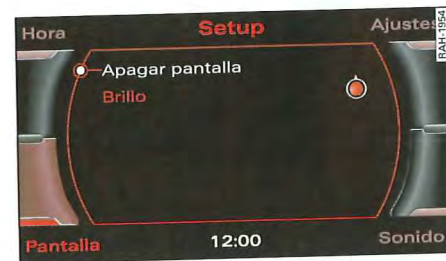 Hora Setup Ajustes
RAH-1954
Apagar pantalla
Brillo
Pantalla 12:00 Sonido